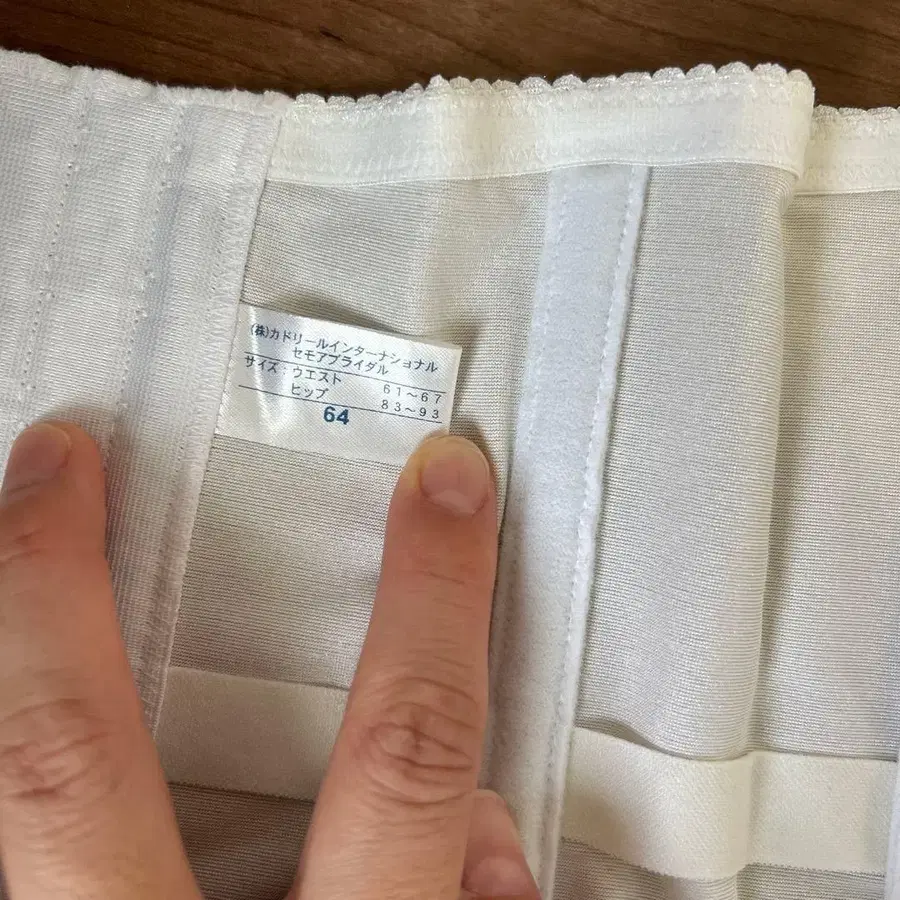 (株)カドリールインターナショナル
セモアブライダル
サイズ：ウエスト 61～67
ヒップ 83～93
64